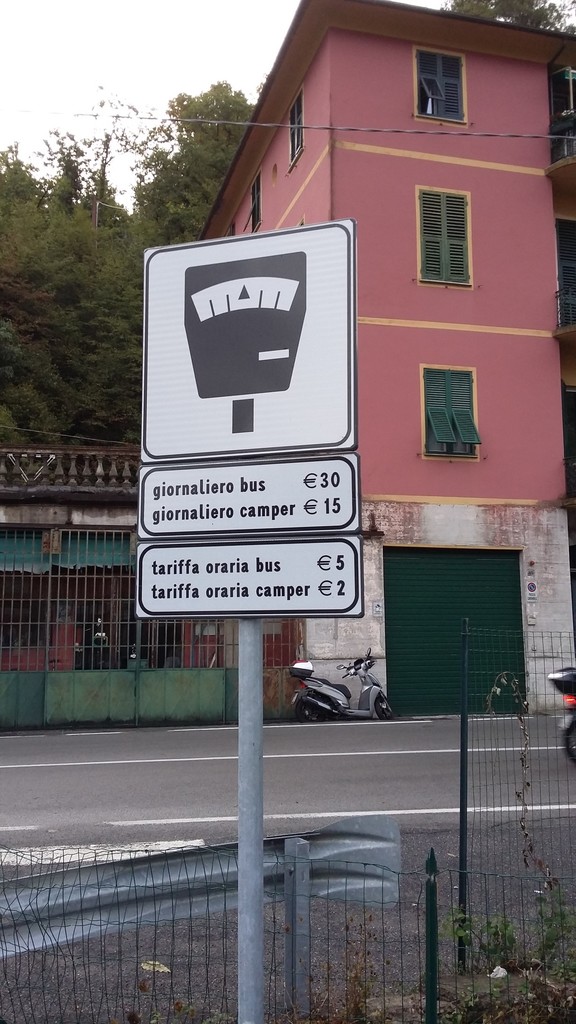 giornaliero bus € 30
giornaliero camper € 15
tariffa oraria bus € 5
tariffa oraria camper € 2